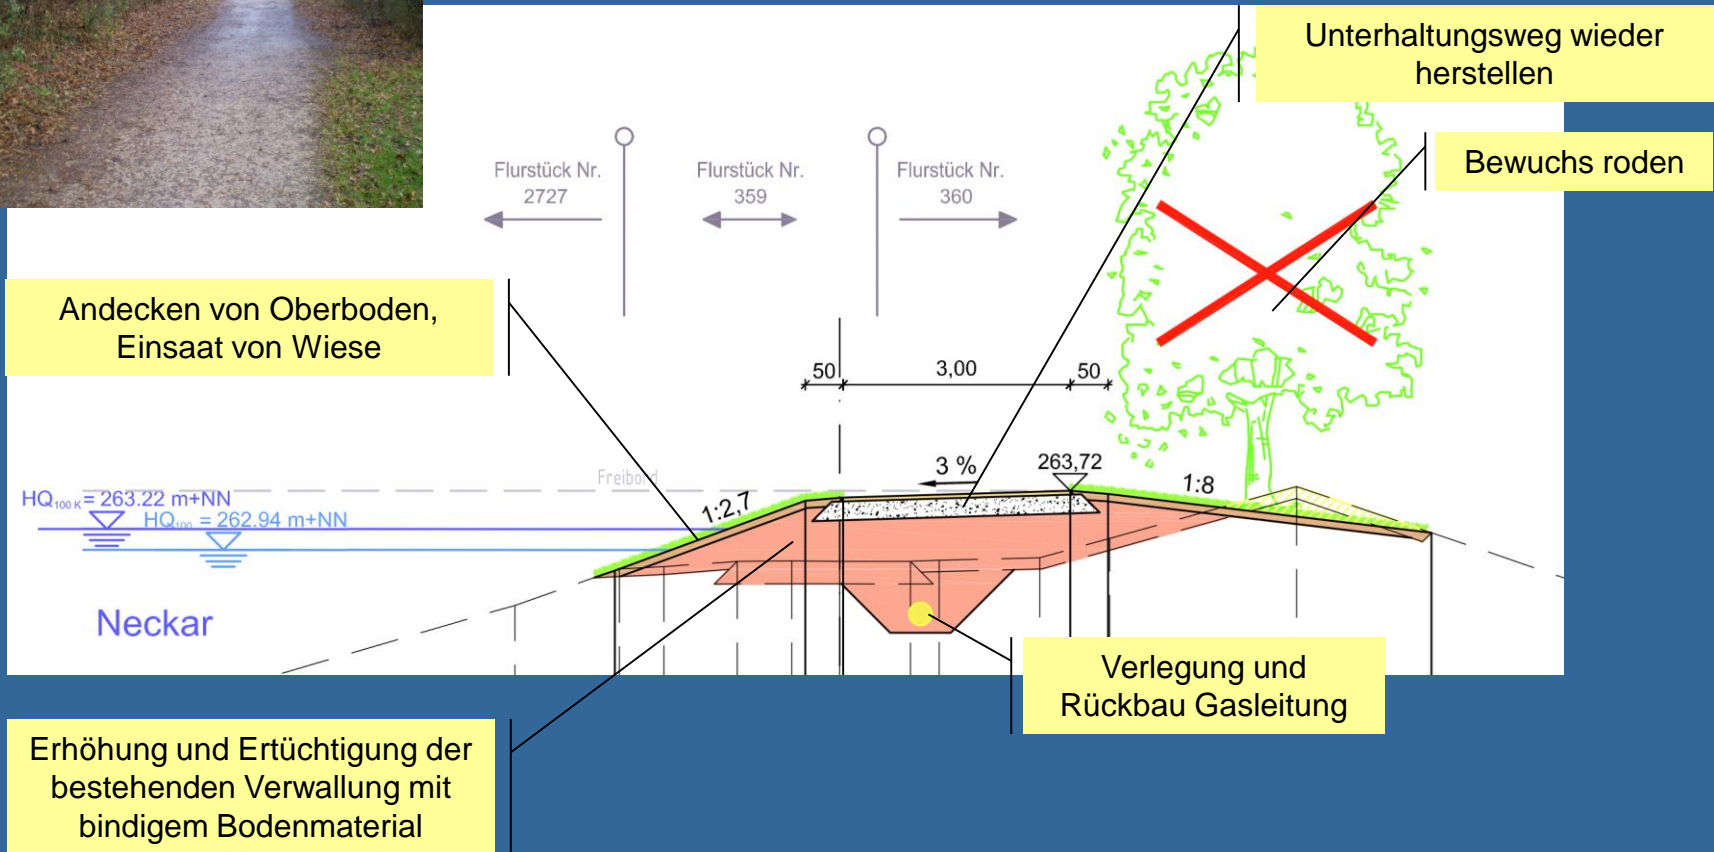 Unterhaltungsweg wieder
herstellen
Bewuchs roden
Flurstück Nr.
2727
Flurstück Nr.
359
Flurstück Nr.
360
Andecken von Oberboden,
Einsaat von Wiese
50
3,00
50
Freibord
3 %
263,72
1:8
1:2,7
HQ100 K = 263.22 m+NN
HQ100 = 262.94 m+NN
Neckar
Verlegung und
Rückbau Gasleitung
Erhöhung und Ertüchtigung der
bestehenden Verwallung mit
bindigem Bodenmaterial